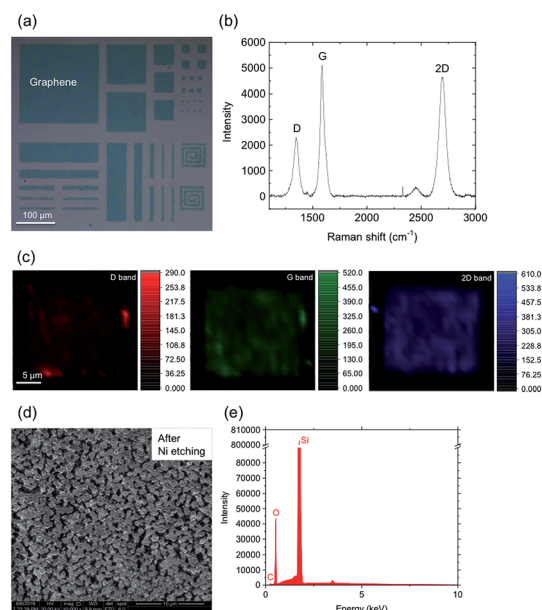 (a)
Graphene
100 μm
(b)
6000
5000
4000
3000
2000
1000
0
Intensity
D
G
2D
1500
2000
2500
3000
Raman shift (cm-1)
(c)
D band
5 μm
290.0
253.8
217.5
181.3
145.0
108.8
72.50
36.25
0.000
G band
520.0
455.0
390.0
325.0
260.0
195.0
130.0
65.00
0.000
2D band
610.0
533.8
457.5
381.3
305.0
228.8
152.5
76.25
0.000
(d)
After
Ni etching
10 μm
(e)
810000
800000
90000
80000
70000
60000
50000
40000
30000
20000
10000
0
Intensity
Si
O
C
0
5
10
Energy (keV)